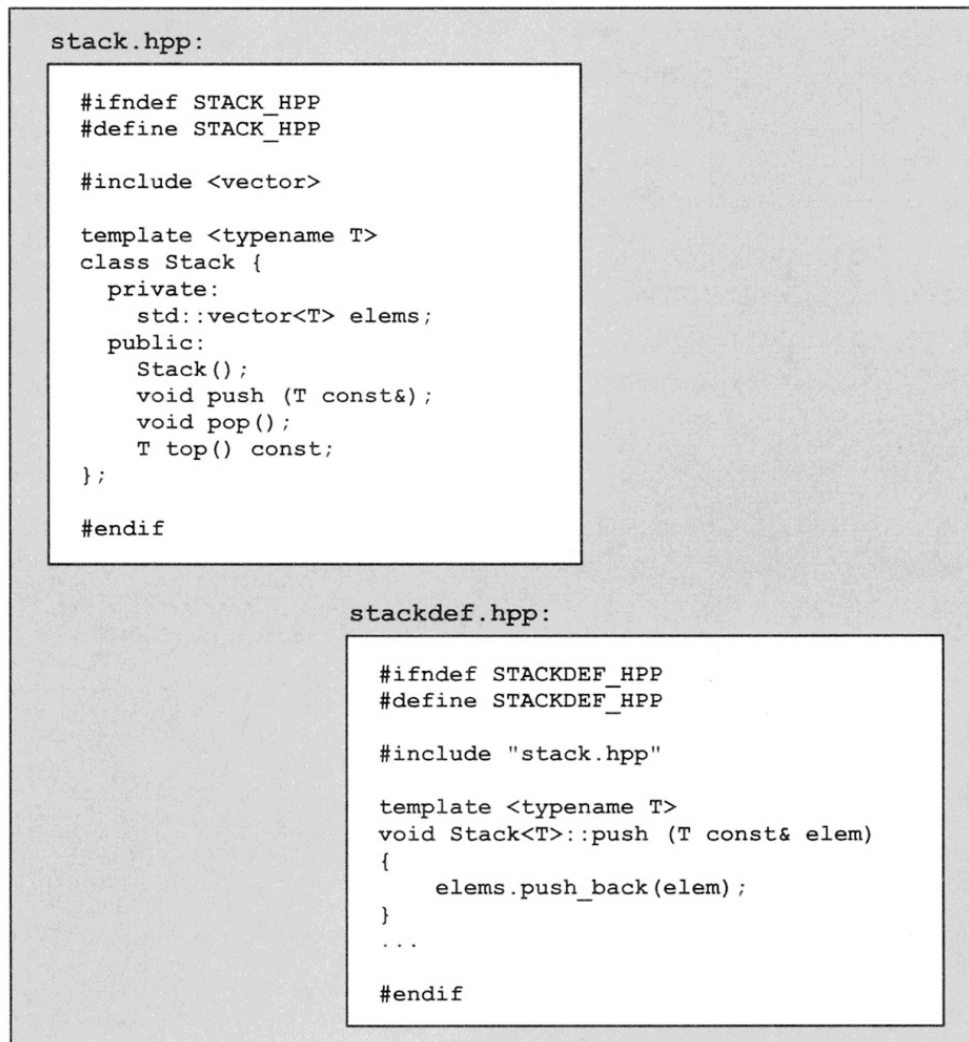 stack.hpp:
#ifndef STACK_HPP
#define STACK_HPP
#include <vector>
template <typename T>
class Stack {
  private:
    std::vector<T> elems;
  public:
    Stack();
    void push (T const&);
    void pop();
    T top() const;
};
#endif
stackdef.hpp:
#ifndef STACKDEF_HPP
#define STACKDEF_HPP
#include "stack.hpp"
template <typename T>
void Stack<T>::push (T const& elem)
{
    elems.push_back(elem);
}
...
#endif